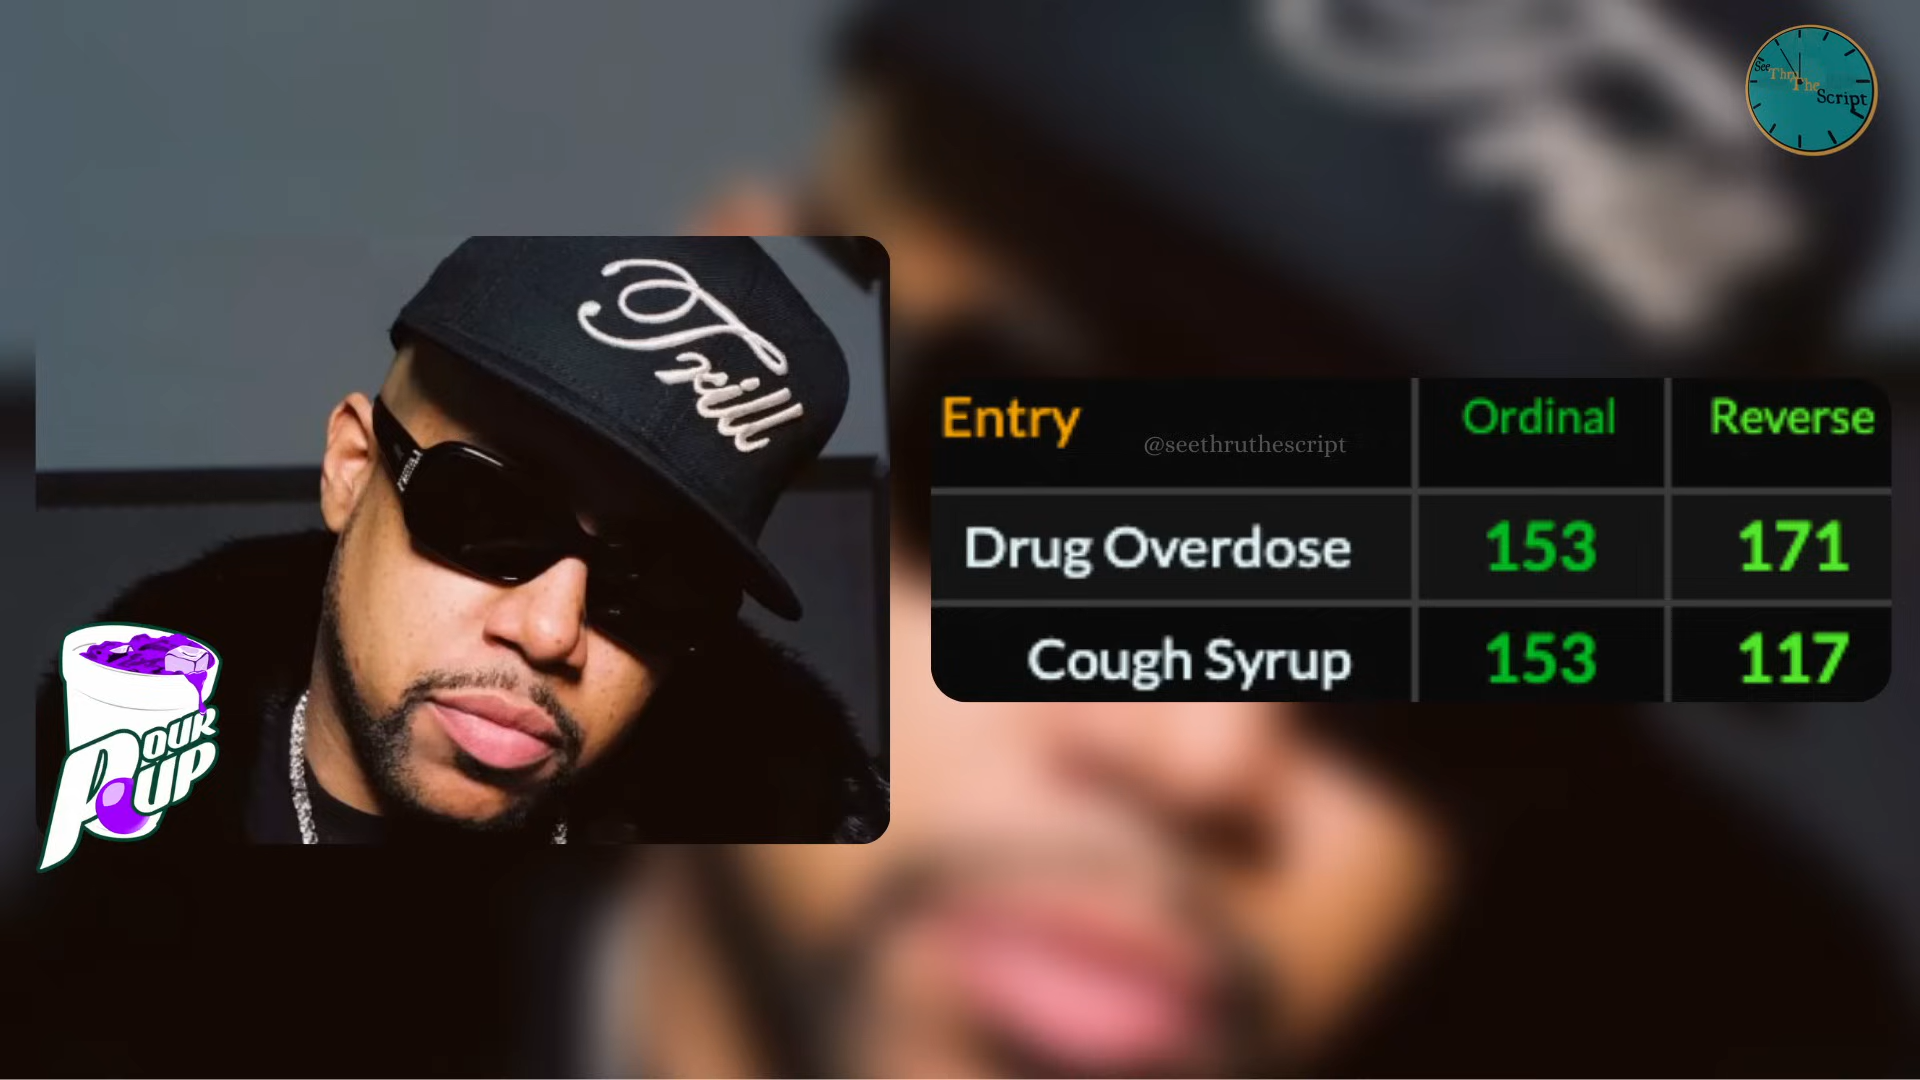 See
Thru
The
Script
Trill
Entry
@seethruthescript
Ordinal
Reverse
Drug Overdose
153
171
Cough Syrup
153
117
POUR
UP